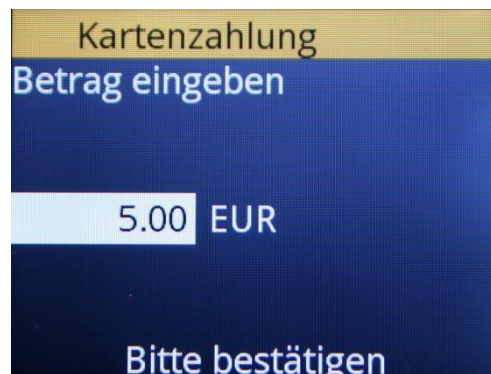 Kartenzahlung
Betrag eingeben
5.00 EUR
Bitte bestätigen